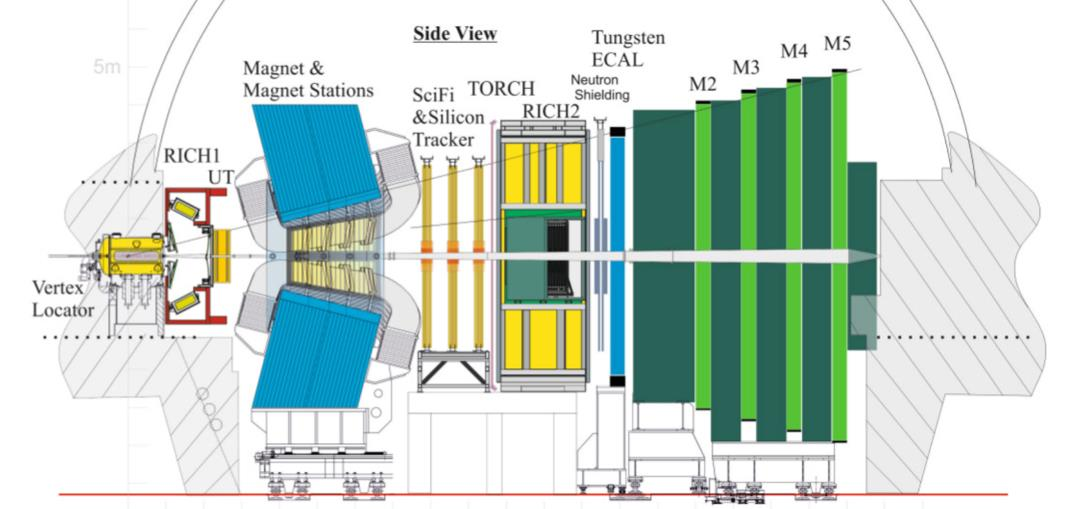 Side View
5m
Magnet &
Magnet Stations
SciFi
&Silicon
Tracker
TORCH
RICH2
Tungsten
ECAL
Neutron
Shielding
M2
M3
M4
M5
RICH1
UT
Vertex
Locator